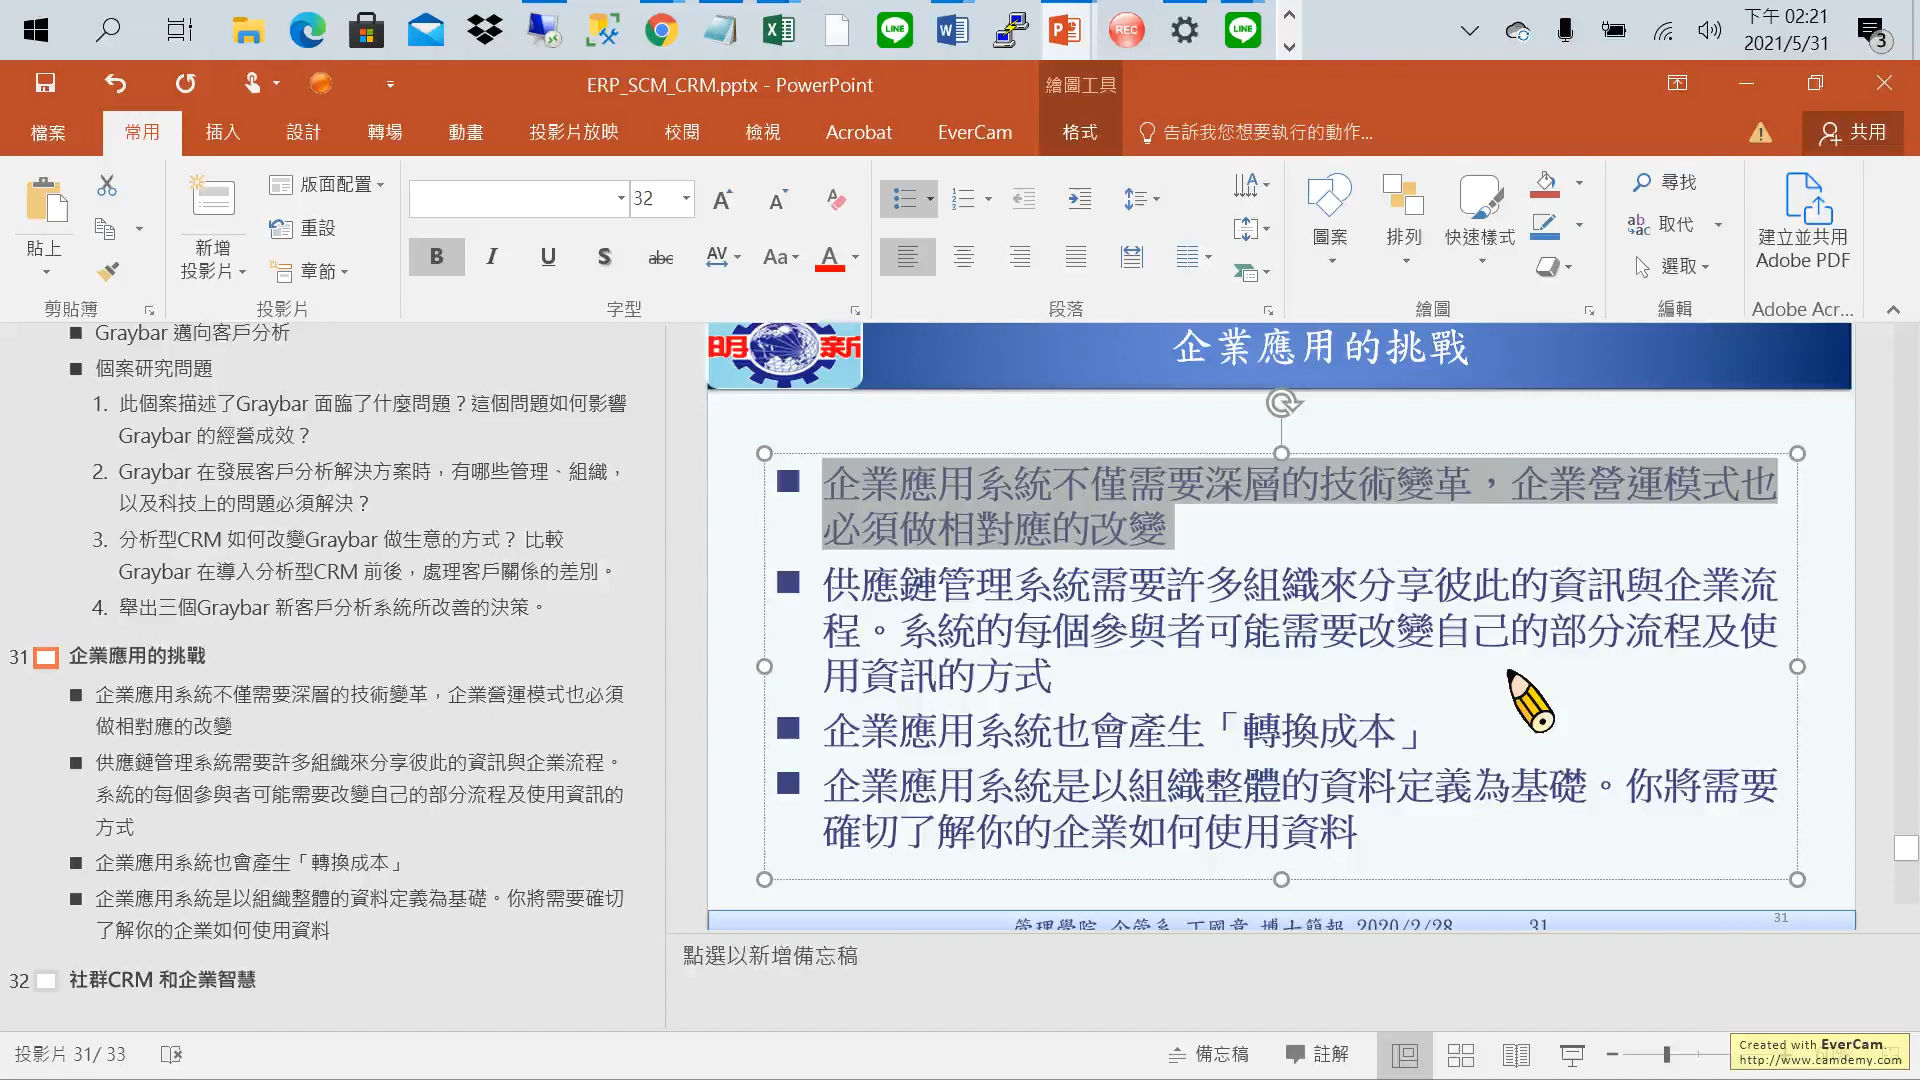 下午 02:21
2021/5/31
3
ERP_SCM_CRM.pptx - PowerPoint
繪圖工具
檔案
常用
插入
設計
轉場
動畫
投影片放映
校閱
檢視
Acrobat
EverCam
格式
告訴我您想要執行的動作...
共用
貼上
新增
投影片
版面配置
重設
章節
32
圖案
排列
快速樣式
尋找
取代
選取
建立並共用
Adobe PDF
剪貼簿
投影片
字型
段落
繪圖
編輯
Adobe Acr...
Graybar 邁向客戶分析
個案研究問題
1. 此個案描述了Graybar 面臨了什麼問題？這個問題如何影響
Graybar 的經營成效？
2. Graybar 在發展客戶分析解決方案時，有哪些管理、組織，
以及科技上的問題必須解決？
3. 分析型CRM 如何改變Graybar 做生意的方式？ 比較
Graybar 在導入分析型CRM 前後，處理客戶關係的差別。
4. 舉出三個Graybar 新客戶分析系統所改善的決策。
31 企業應用的挑戰
企業應用系統不僅需要深層的技術變革，企業營運模式也必須
做相對應的改變
供應鏈管理系統需要許多組織來分享彼此的資訊與企業流程。
系統的每個參與者可能需要改變自己的部分流程及使用資訊的
方式
企業應用系統也會產生「轉換成本」
企業應用系統是以組織整體的資料定義為基礎。你將需要確切
了解你的企業如何使用資料
32 社群CRM 和企業智慧
明新
企業應用的挑戰
企業應用系統不僅需要深層的技術變革，企業營運模式也
必須做相對應的改變
供應鏈管理系統需要許多組織來分享彼此的資訊與企業流
程。系統的每個參與者可能需要改變自己的部分流程及使
用資訊的方式
企業應用系統也會產生「轉換成本」
企業應用系統是以組織整體的資料定義為基礎。你將需要
確切了解你的企業如何使用資料
管理學院 企管系 丁國章 博士簡報 2020/2/28 31
31
點選以新增備忘稿
投影片 31/ 33
備忘稿
註解
Created with EverCam.
http://www.camdemy.com